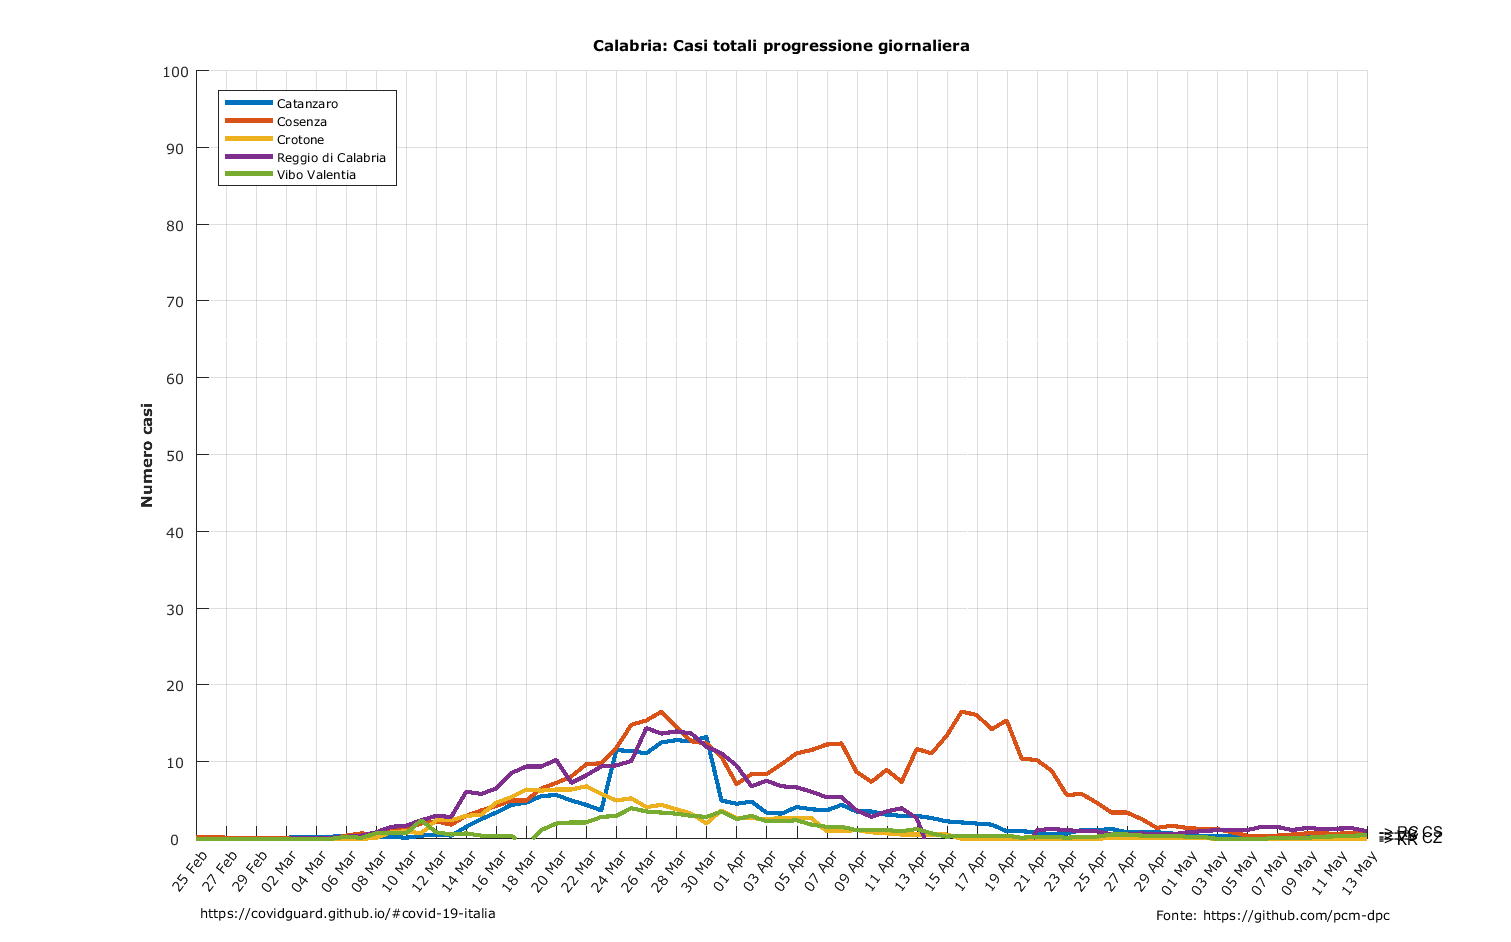 Calabria: Casi totali progressione giornaliera
100
90
80
70
60
50
40
30
20
10
0
Numero casi
Catanzaro
Cosenza
Crotone
Reggio di Calabria
Vibo Valentia
25 Feb
27 Feb
29 Feb
02 Mar
04 Mar
06 Mar
08 Mar
10 Mar
12 Mar
14 Mar
16 Mar
18 Mar
20 Mar
22 Mar
24 Mar
26 Mar
28 Mar
30 Mar
01 Apr
03 Apr
05 Apr
07 Apr
09 Apr
11 Apr
13 Apr
15 Apr
17 Apr
19 Apr
21 Apr
23 Apr
25 Apr
27 Apr
29 Apr
01 May
03 May
05 May
07 May
09 May
11 May
13 May
CS
CZ
KR
https://covidguard.github.io/#covid-19-italia
Fonte: https://github.com/pcm-dpc